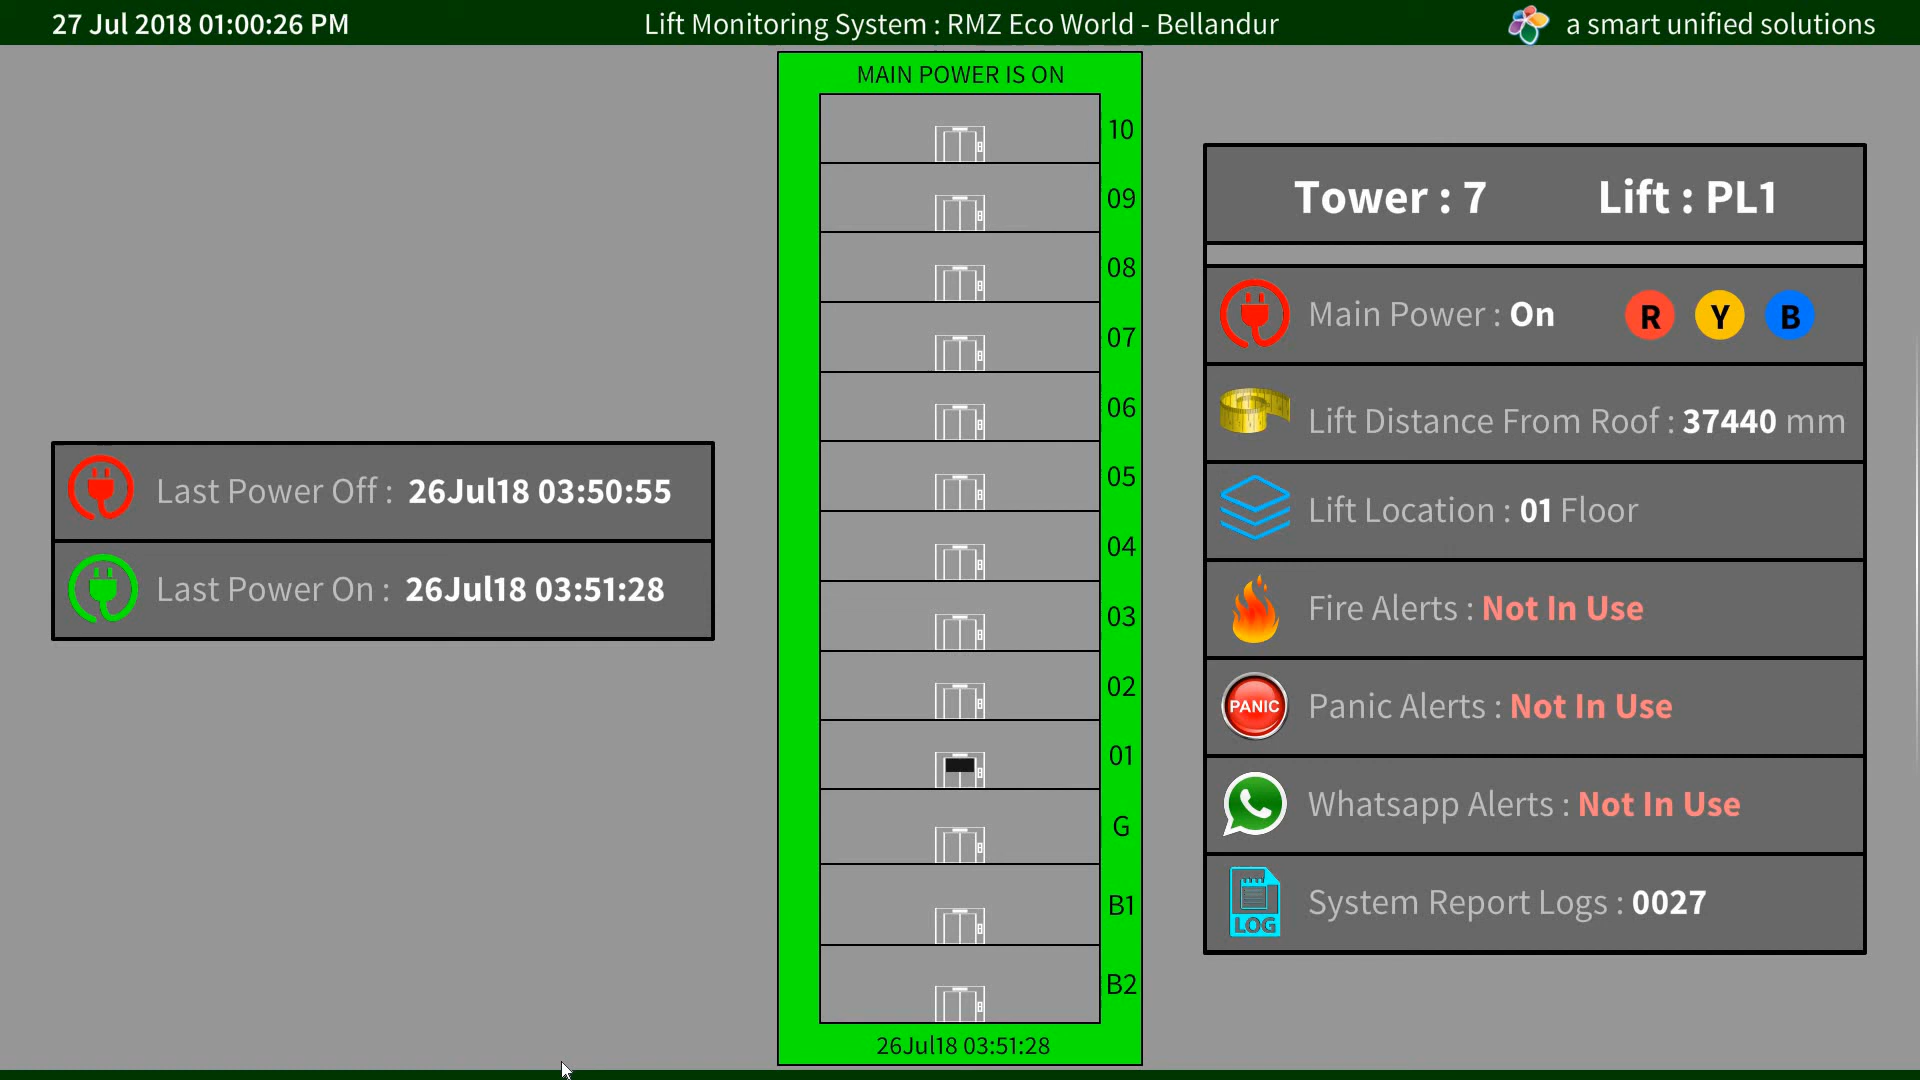 27 Jul 2018 01:00:26 PM
Lift Monitoring System : RMZ Eco World - Bellandur
a smart unified solutions
Last Power Off : 26Jul18 03:50:55
Last Power On : 26Jul18 03:51:28
MAIN POWER IS ON
10
09
08
07
06
05
04
03
02
01
G
B1
B2
26Jul18 03:51:28
Tower : 7 Lift : PL1
Main Power : On R Y B
Lift Distance From Roof : 37440 mm
Lift Location : 01 Floor
Fire Alerts : Not In Use
PANIC Panic Alerts : Not In Use
Whatsapp Alerts : Not In Use
LOG System Report Logs : 0027